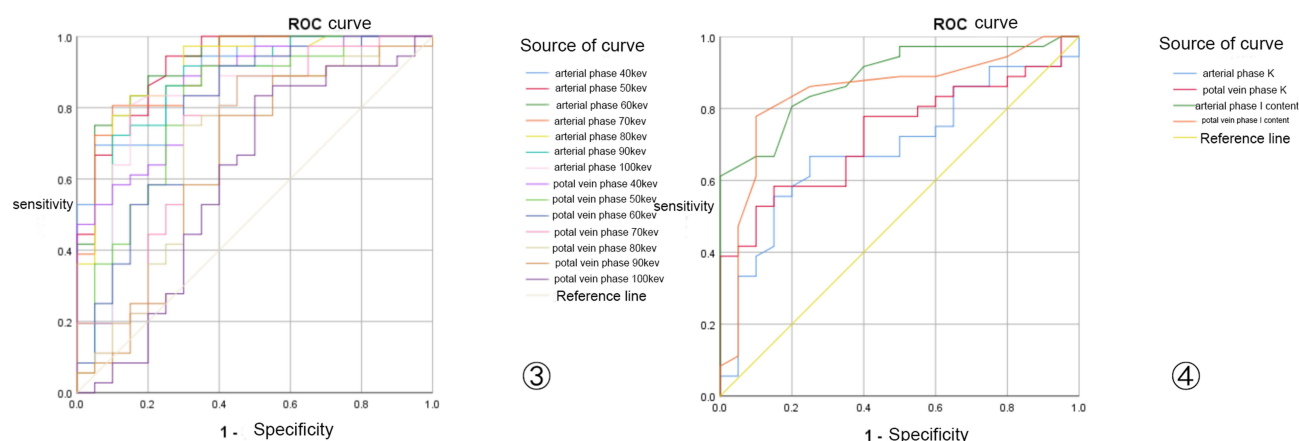 ROC curve
Source of curve
arterial phase 40kev
arterial phase 50kev
arterial phase 60kev
arterial phase 70kev
arterial phase 80kev
arterial phase 90kev
arterial phase 100kev
potal vein phase 40kev
potal vein phase 50kev
potal vein phase 60kev
potal vein phase 70kev
potal vein phase 80kev
potal vein phase 90kev
potal vein phase 100kev
Reference line
1.0
0.8
0.6
sensitivity
0.4
0.2
0.0
0.0 0.2 0.4 0.6 0.8 1.0
1 - Specificity
③
ROC curve
Source of curve
arterial phase K
potal vein phase K
arterial phase I content
potal vein phase I content
Reference line
1.0
0.8
0.6
sensitivity
0.4
0.2
0.0
0.0 0.2 0.4 0.6 0.8 1.0
1 - Specificity
④